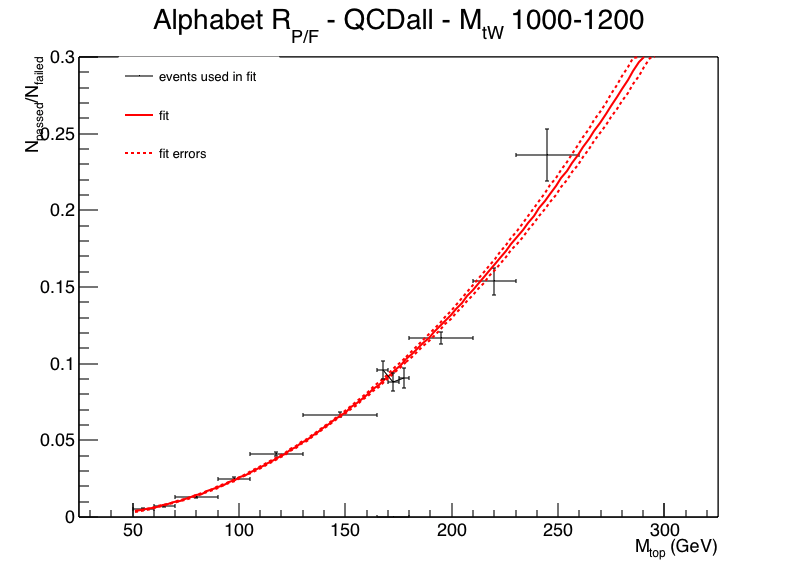 Alphabet R_P/F - QCDall - M_tW 1000-1200
N_passed/N_failed
0.3
0.25
0.2
0.15
0.1
0.05
0
events used in fit
fit
fit errors
50
100
150
200
250
300
M_top (GeV)